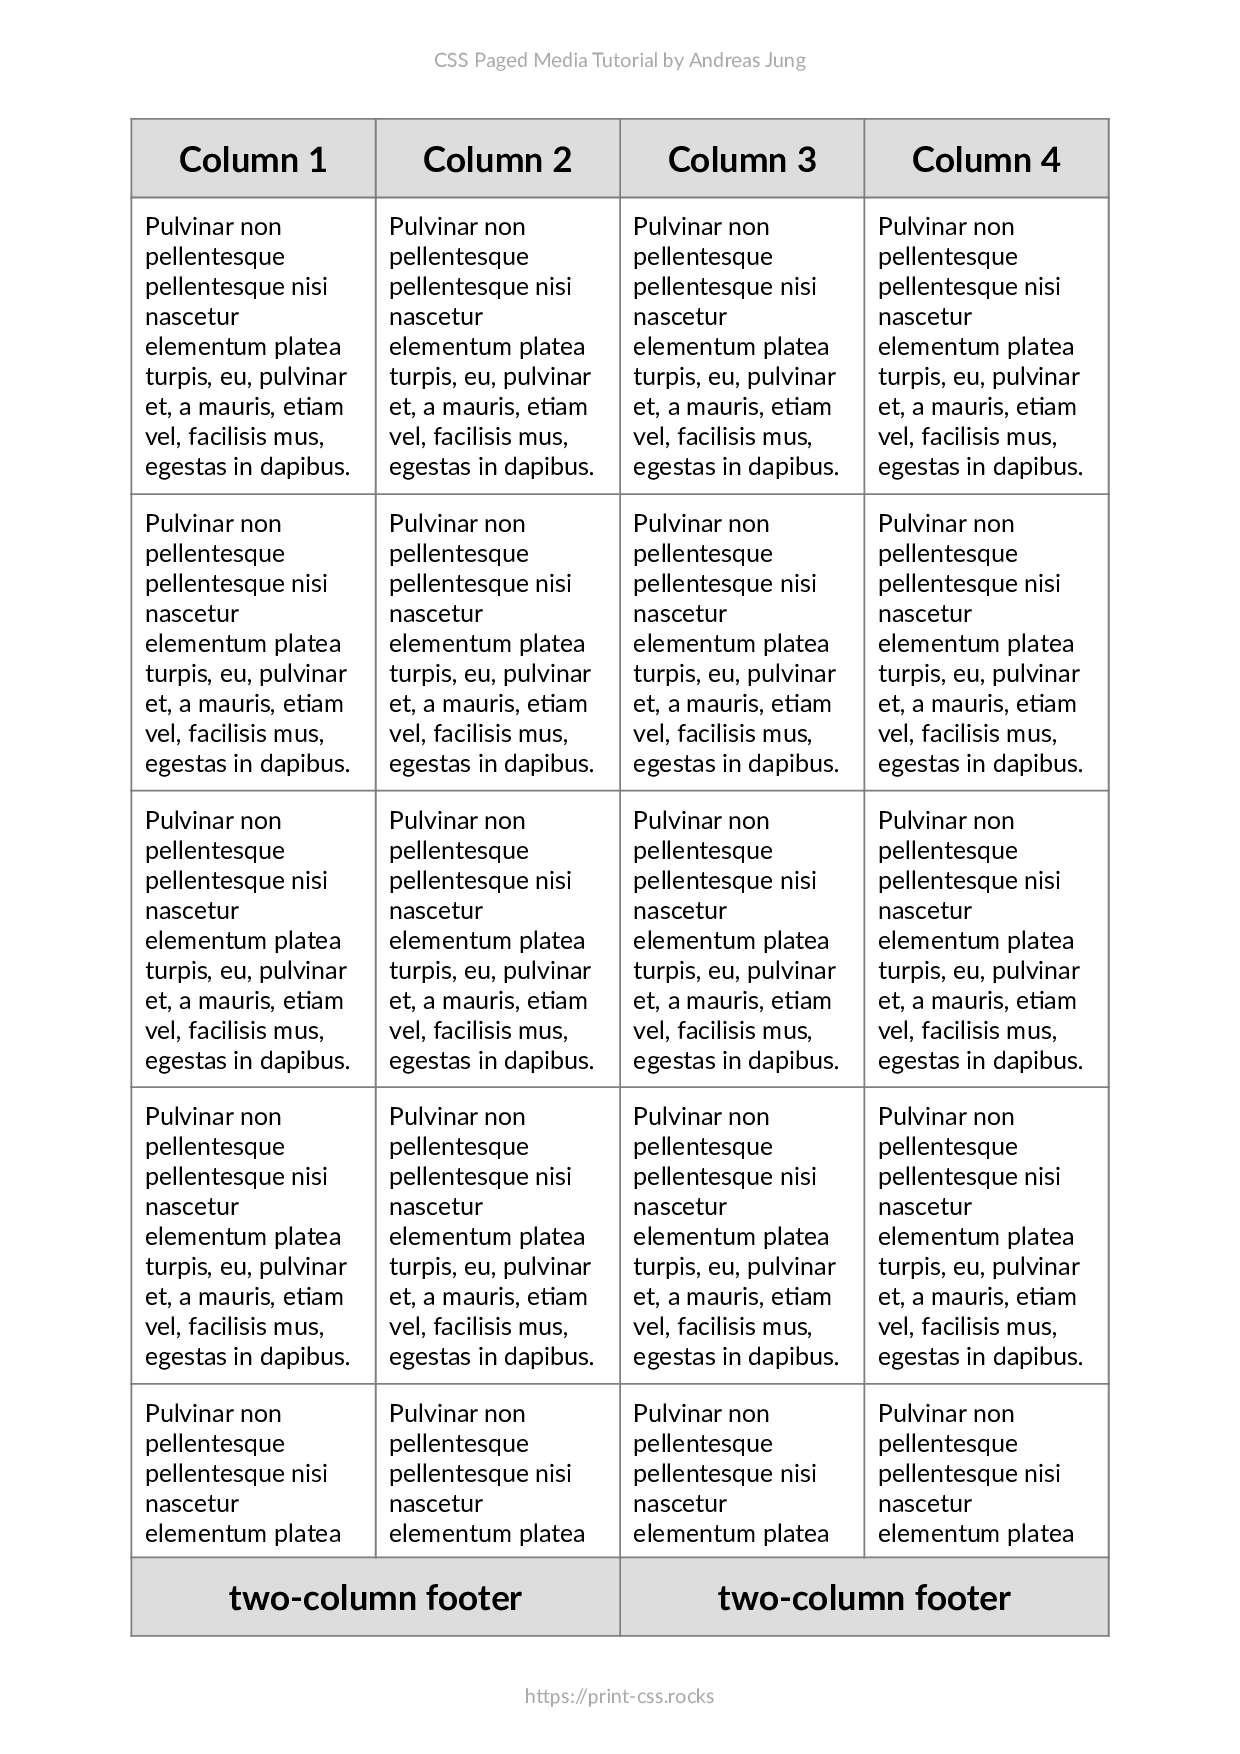 CSS Paged Media Tutorial by Andreas Jung
Column 1 Column 2 Column 3 Column 4
Pulvinar non Pulvinar non Pulvinar non Pulvinar non
pellentesque pellentesque pellentesque pellentesque
pellentesque nisi pellentesque nisi pellentesque nisi pellentesque nisi
nascetur nascetur nascetur nascetur
elementum platea elementum platea elementum platea elementum platea
turpis, eu, pulvinar turpis, eu, pulvinar turpis, eu, pulvinar turpis, eu, pulvinar
et, a mauris, etiam et, a mauris, etiam et, a mauris, etiam et, a mauris, etiam
vel, facilisis mus, vel, facilisis mus, vel, facilisis mus, vel, facilisis mus,
egestas in dapibus. egestas in dapibus. egestas in dapibus. egestas in dapibus.
Pulvinar non Pulvinar non Pulvinar non Pulvinar non
pellentesque pellentesque pellentesque pellentesque
pellentesque nisi pellentesque nisi pellentesque nisi pellentesque nisi
nascetur nascetur nascetur nascetur
elementum platea elementum platea elementum platea elementum platea
turpis, eu, pulvinar turpis, eu, pulvinar turpis, eu, pulvinar turpis, eu, pulvinar
et, a mauris, etiam et, a mauris, etiam et, a mauris, etiam et, a mauris, etiam
vel, facilisis mus, vel, facilisis mus, vel, facilisis mus, vel, facilisis mus,
egestas in dapibus. egestas in dapibus. egestas in dapibus. egestas in dapibus.
Pulvinar non Pulvinar non Pulvinar non Pulvinar non
pellentesque pellentesque pellentesque pellentesque
pellentesque nisi pellentesque nisi pellentesque nisi pellentesque nisi
nascetur nascetur nascetur nascetur
elementum platea elementum platea elementum platea elementum platea
turpis, eu, pulvinar turpis, eu, pulvinar turpis, eu, pulvinar turpis, eu, pulvinar
et, a mauris, etiam et, a mauris, etiam et, a mauris, etiam et, a mauris, etiam
vel, facilisis mus, vel, facilisis mus, vel, facilisis mus, vel, facilisis mus,
egestas in dapibus. egestas in dapibus. egestas in dapibus. egestas in dapibus.
Pulvinar non Pulvinar non Pulvinar non Pulvinar non
pellentesque pellentesque pellentesque pellentesque
pellentesque nisi pellentesque nisi pellentesque nisi pellentesque nisi
nascetur nascetur nascetur nascetur
elementum platea elementum platea elementum platea elementum platea
turpis, eu, pulvinar turpis, eu, pulvinar turpis, eu, pulvinar turpis, eu, pulvinar
et, a mauris, etiam et, a mauris, etiam et, a mauris, etiam et, a mauris, etiam
vel, facilisis mus, vel, facilisis mus, vel, facilisis mus, vel, facilisis mus,
egestas in dapibus. egestas in dapibus. egestas in dapibus. egestas in dapibus.
Pulvinar non Pulvinar non Pulvinar non Pulvinar non
pellentesque pellentesque pellentesque pellentesque
pellentesque nisi pellentesque nisi pellentesque nisi pellentesque nisi
nascetur nascetur nascetur nascetur
elementum platea elementum platea elementum platea elementum platea
two-column footer two-column footer
https://print-css.rocks